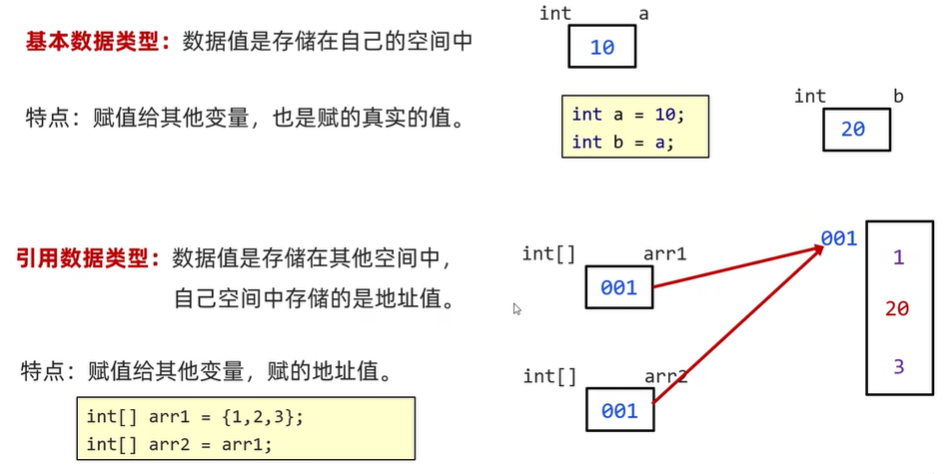 基本数据类型：数据值是存储在自己的空间中
特点：赋值给其他变量，也是赋的真实的值。
int a
10
int a = 10;
int b = a;
int b
20
引用数据类型：数据值是存储在其他空间中，
自己空间中存储的是地址值。
特点：赋值给其他变量，赋的地址值。
int[] arr1 = {1,2,3};
int[] arr2 = arr1;
int[] arr1
001
int[] arr2
001
001
1
20
3